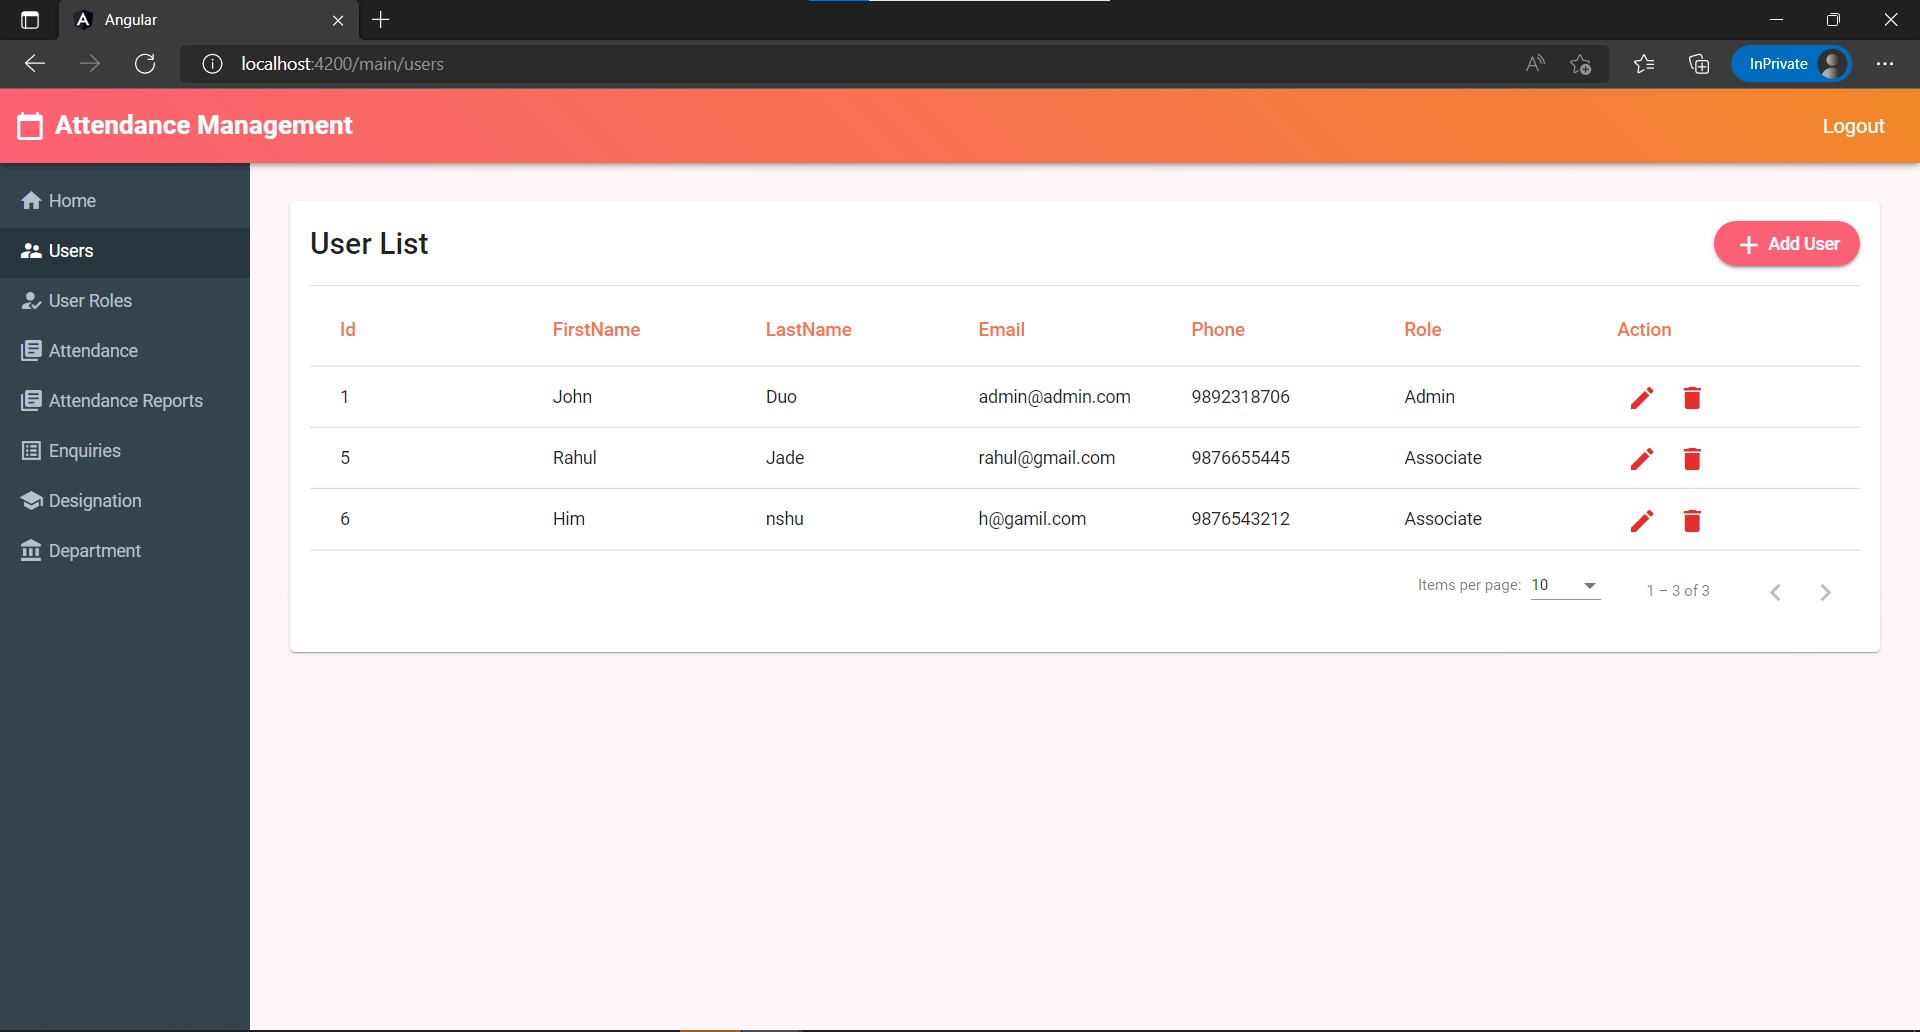 Angular
localhost:4200/main/users
InPrivate
Attendance Management
Logout
Home
Users
User Roles
Attendance
Attendance Reports
Enquiries
Designation
Department
User List
Add User
Id FirstName LastName Email Phone Role Action
1 John Duo admin@admin.com 9892318706 Admin
5 Rahul Jade rahul@gmail.com 9876655445 Associate
6 Him nshu h@gamil.com 9876543212 Associate
Items per page: 10 1 – 3 of 3